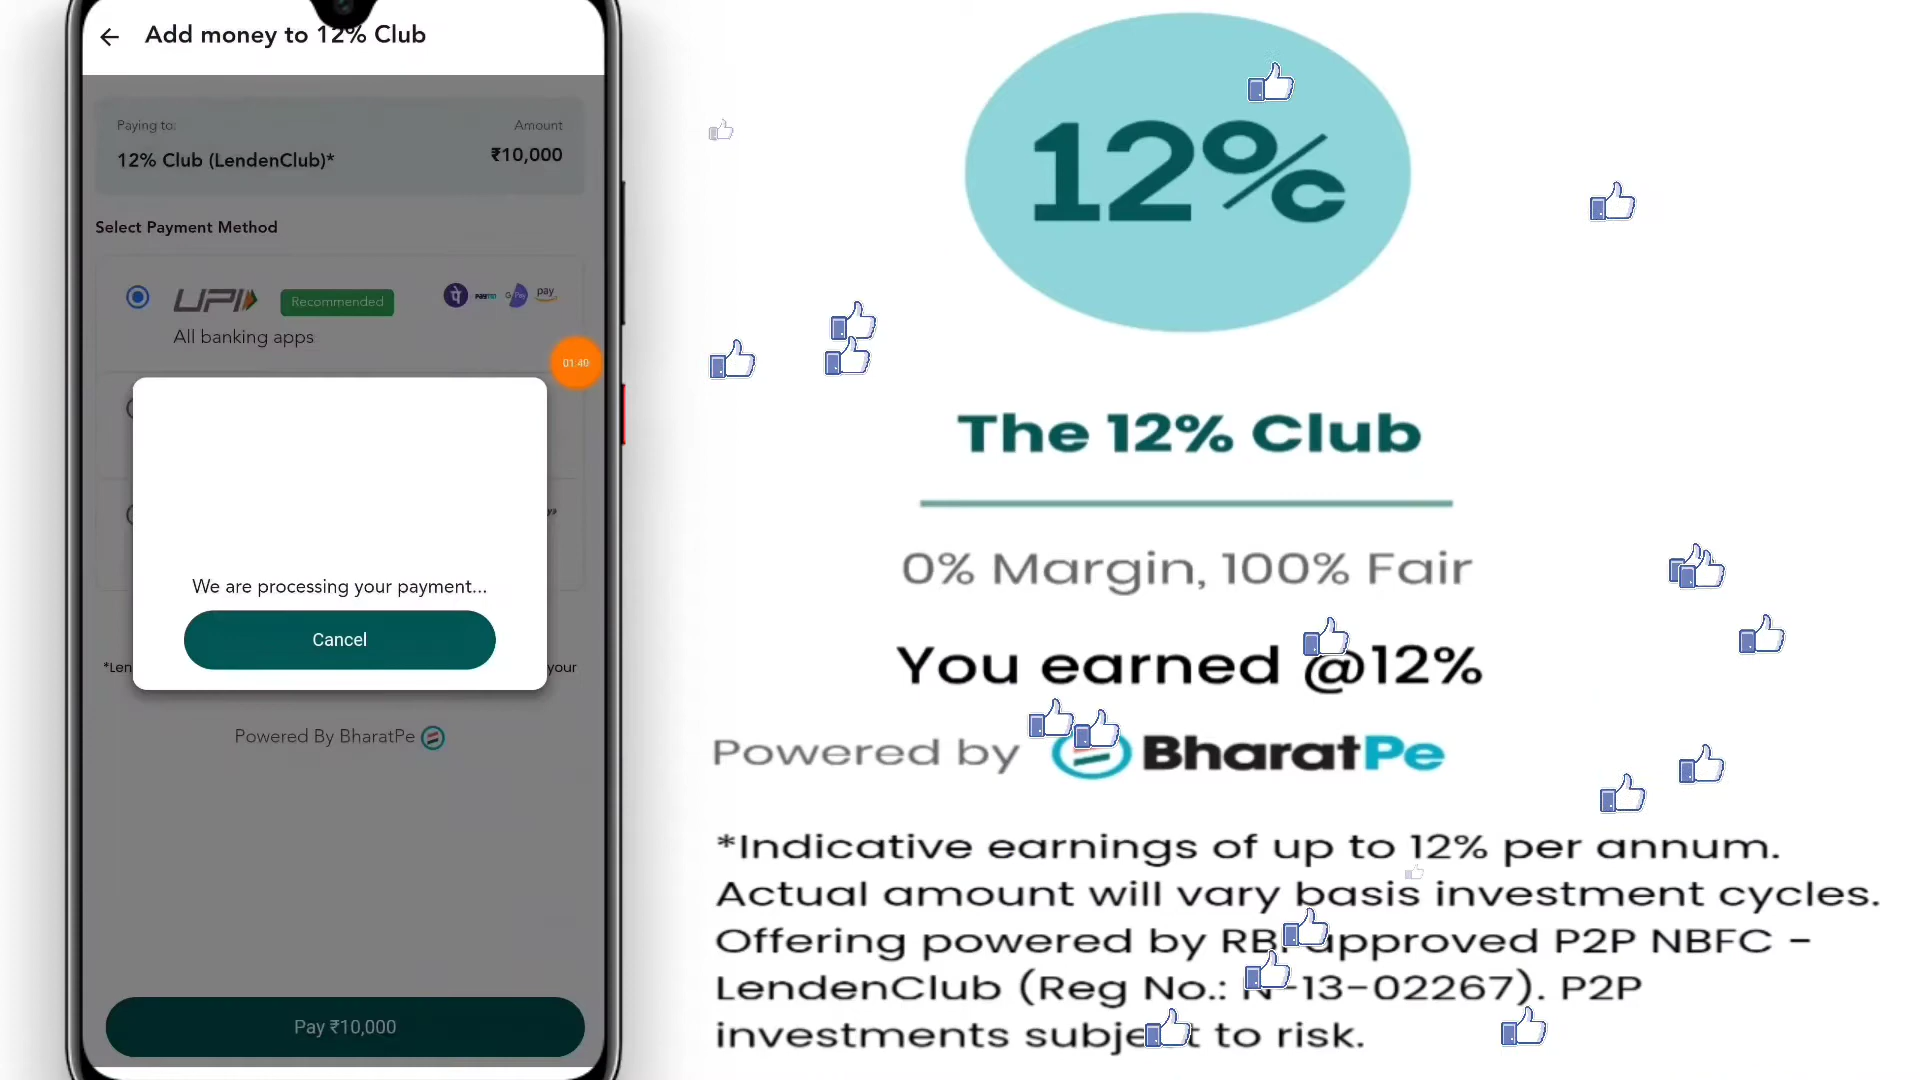 Add money to 12% Club
Paying to:
Amount
12% Club (LendenClub)*
₹10,000
Select Payment Method
UPI
Recommended
Paytm
G Pay
pay
All banking apps
01:40
We are processing your payment...
Cancel
*Len
your
Powered By BharatPe
Pay ₹10,000
12%
The 12% Club
0% Margin, 100% Fair
You earned @12%
Powered by BharatPe
*Indicative earnings of up to 12% per annum.
Actual amount will vary basis investment cycles.
Offering powered by RBI approved P2P NBFC -
LendenClub (Reg No.: N-13-02267). P2P
investments subject to risk.